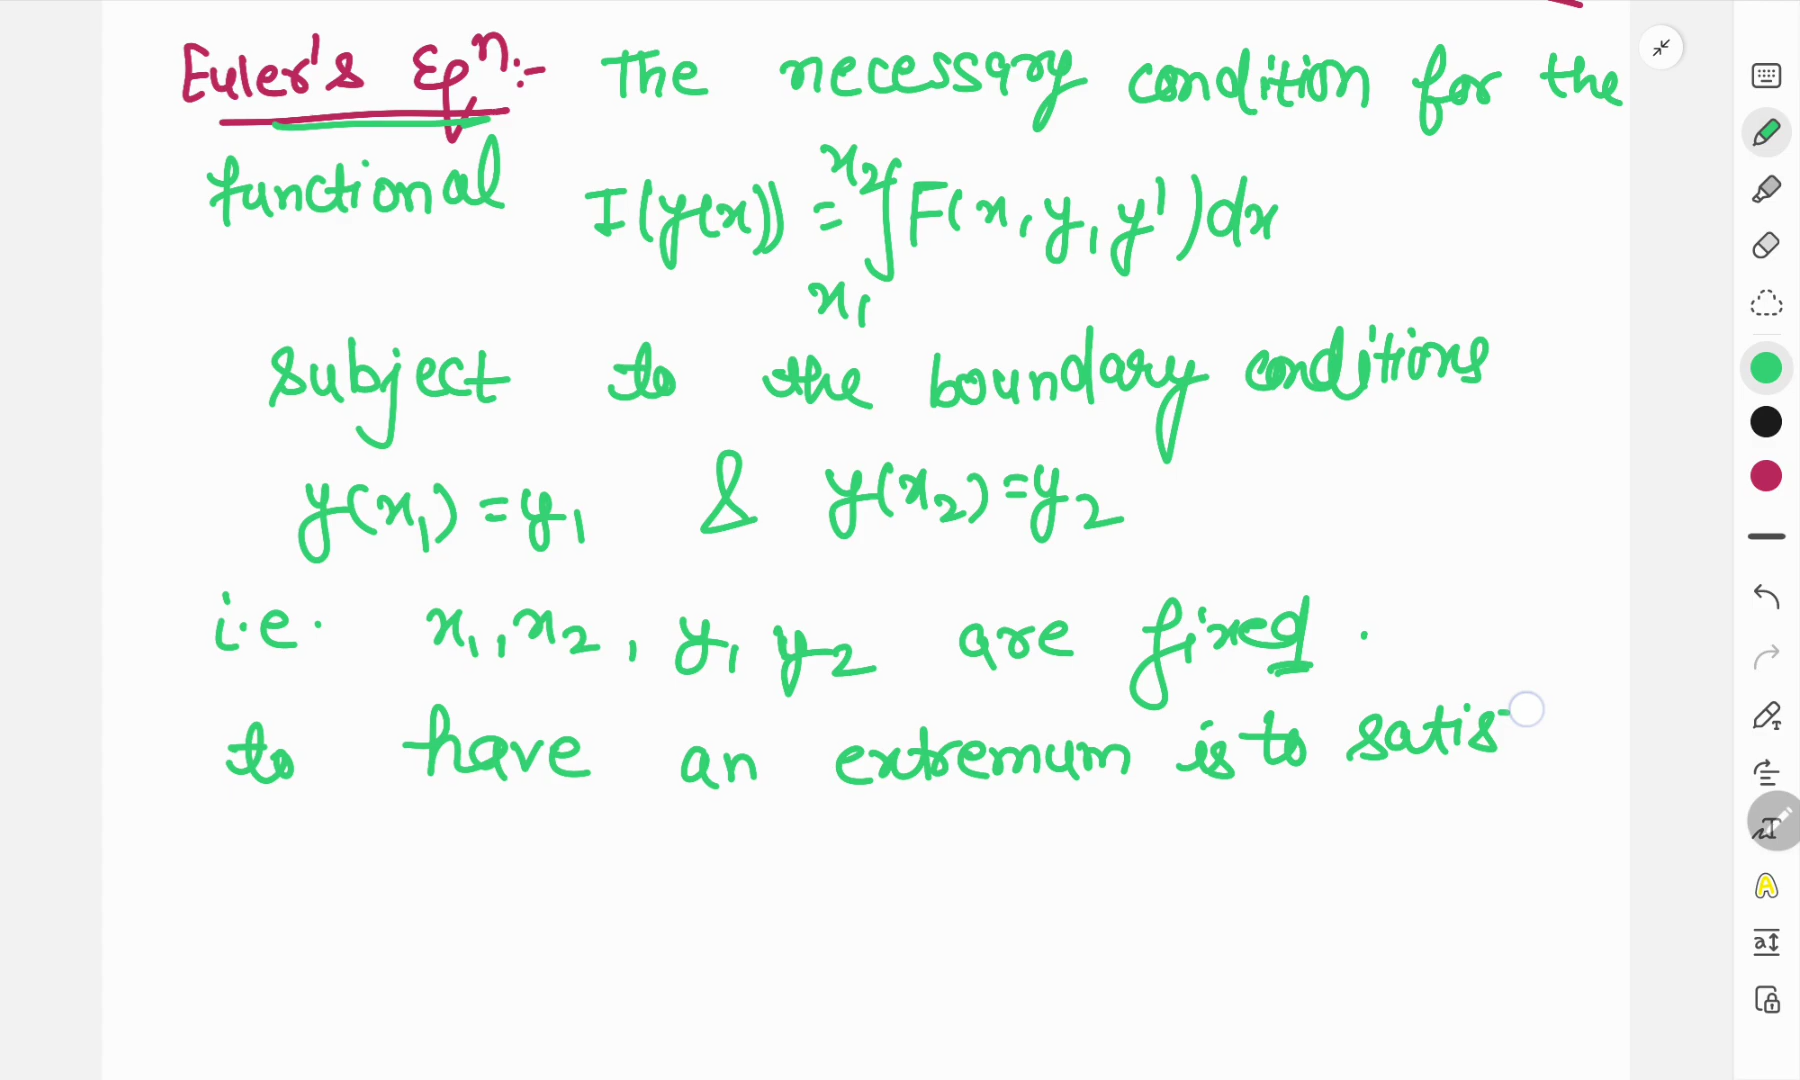 Euler's Eqⁿ:- The necessary condition for the
functional I(y(x)) = ∫_{x₁}^{x₂} F(x, y, y') dx
subject to the boundary conditions
y(x₁) = y₁ & y(x₂) = y₂
i.e. x₁, x₂, y₁ y₂ are fixed.
to have an extremum is to satis